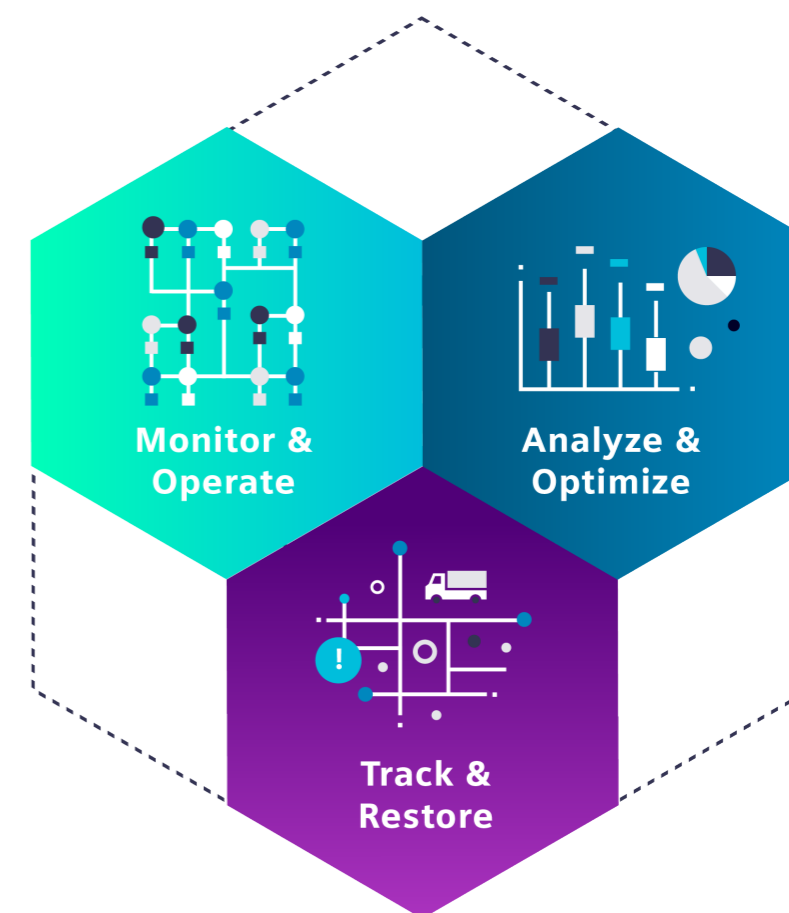 Monitor &
Operate
Analyze &
Optimize
!
Track &
Restore